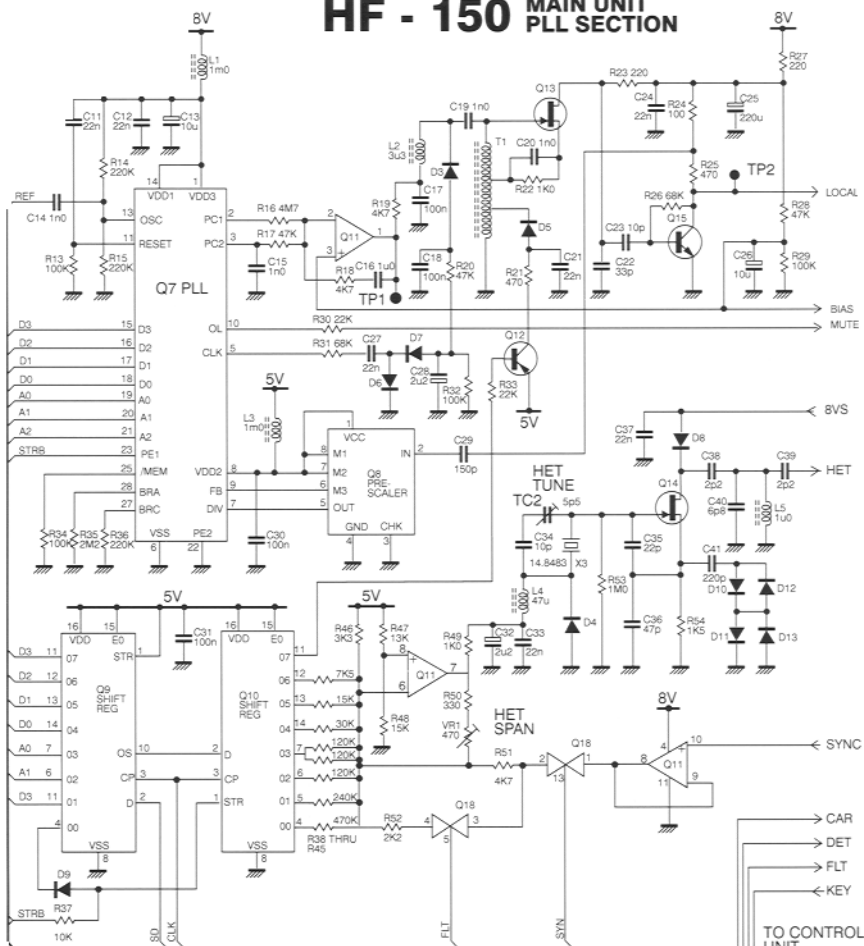 HF - 150 MAIN UNIT
PLL SECTION
8V
8V
L1
1m0
R27
220
C11
22n
C12
22n
C13
10u
R14
220K
Q13
R23 220
C24
22n
R24
100
C25
220u
C19 1n0
L2
3u3
D3
T1
C20 1n0
R22 1K0
R25
470
TP2
REF
C14 1n0
14
1
VDD1
VDD3
13
OSC
11
RESET
R13
100K
R15
220K
Q7 PLL
PC1
2
PC2
3
R16 4M7
R17 47K
C15
1n0
2
3
+
Q11
1
R19
4K7
C17
100n
R18
4K7
C16 1u0
TP1
C18
100n
R20
47K
D5
R21
470
C21
22n
R26 68K
Q15
C23 10p
C22
33p
C26
10u
R28
47K
R29
100K
LOCAL
BIAS
MUTE
D3
15
D3
D2
16
D2
D1
17
D1
D0
18
D0
A0
19
A0
A1
20
A1
A2
21
A2
STRB
23
PE1
25
/MEM
28
BRA
27
BRC
OL
10
CLK
5
R30 22K
R31 68K
C27
22n
D7
D6
C28
2u2
R32
100K
Q12
R33
22K
5V
5V
L3
1m0
VDD2
8
FB
9
DIV
7
VSS
6
PE2
22
R34
100K
R35
2M2
R36
220K
C30
100n
1
VCC
8
M1
7
M2
6
M3
5
OUT
Q8
PRE-
SCALER
IN
2
GND
4
CHK
3
C29
150p
8VS
C37
22n
D8
C38
2p2
C39
2p2
HET
HET
TUNE
TC2
5p5
C34
10p
14.8483
X3
Q14
C40
6p8
L5
1u0
C35
22p
R53
1M0
C41
220p
D10
D12
D11
D13
C36
47p
R54
1K5
L4
47u
D4
5V
5V
16
15
VDD
E0
STR
1
C31
100n
16
15
VDD
E0
R46
3K3
R47
13K
R49
1K0
C32
2u2
C33
22n
D3
11
07
D2
12
06
D1
13
05
D0
14
04
A0
7
03
A1
6
02
D3
11
01
4
00
Q9
SHIFT
REG
OS
10
CP
3
D
2
VSS
8
Q10
SHIFT
REG
2
D
3
CP
1
STR
07
11
06
12
7K5
05
13
15K
04
14
30K
03
7
120K
120K
02
6
120K
01
5
240K
00
4
470K
R38 THRU
R45
VSS
8
8
+
6
Q11
7
R48
15K
R50
330
VR1
470
HET
SPAN
R51
4K7
R52
2K2
4
Q18
3
5
2
Q18
1
13
8V
8
4
+
10
Q11
11
9
SYNC
CAR
DET
FLT
KEY
TO CONTROL
UNIT
D9
STRB
R37
10K
SD
CLK
FLT
SYN